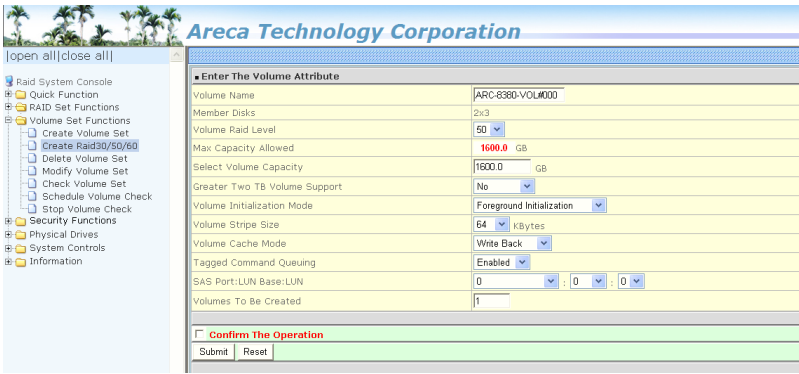 Areca Technology Corporation
|open all|close all|
Raid System Console
Quick Function
RAID Set Functions
Volume Set Functions
Create Volume Set
Create Raid30/50/60
Delete Volume Set
Modify Volume Set
Check Volume Set
Schedule Volume Check
Stop Volume Check
Security Functions
Physical Drives
System Controls
Information
Enter The Volume Attribute
Volume Name ARC-8380-VOL#000
Member Disks 2x3
Volume Raid Level 50
Max Capacity Allowed 1600.0 GB
Select Volume Capacity 1600.0 GB
Greater Two TB Volume Support No
Volume Initialization Mode Foreground Initialization
Volume Stripe Size 64 KBytes
Volume Cache Mode Write Back
Tagged Command Queuing Enabled
SAS Port:LUN Base:LUN 0 : 0 : 0
Volumes To Be Created 1
Confirm The Operation
Submit Reset